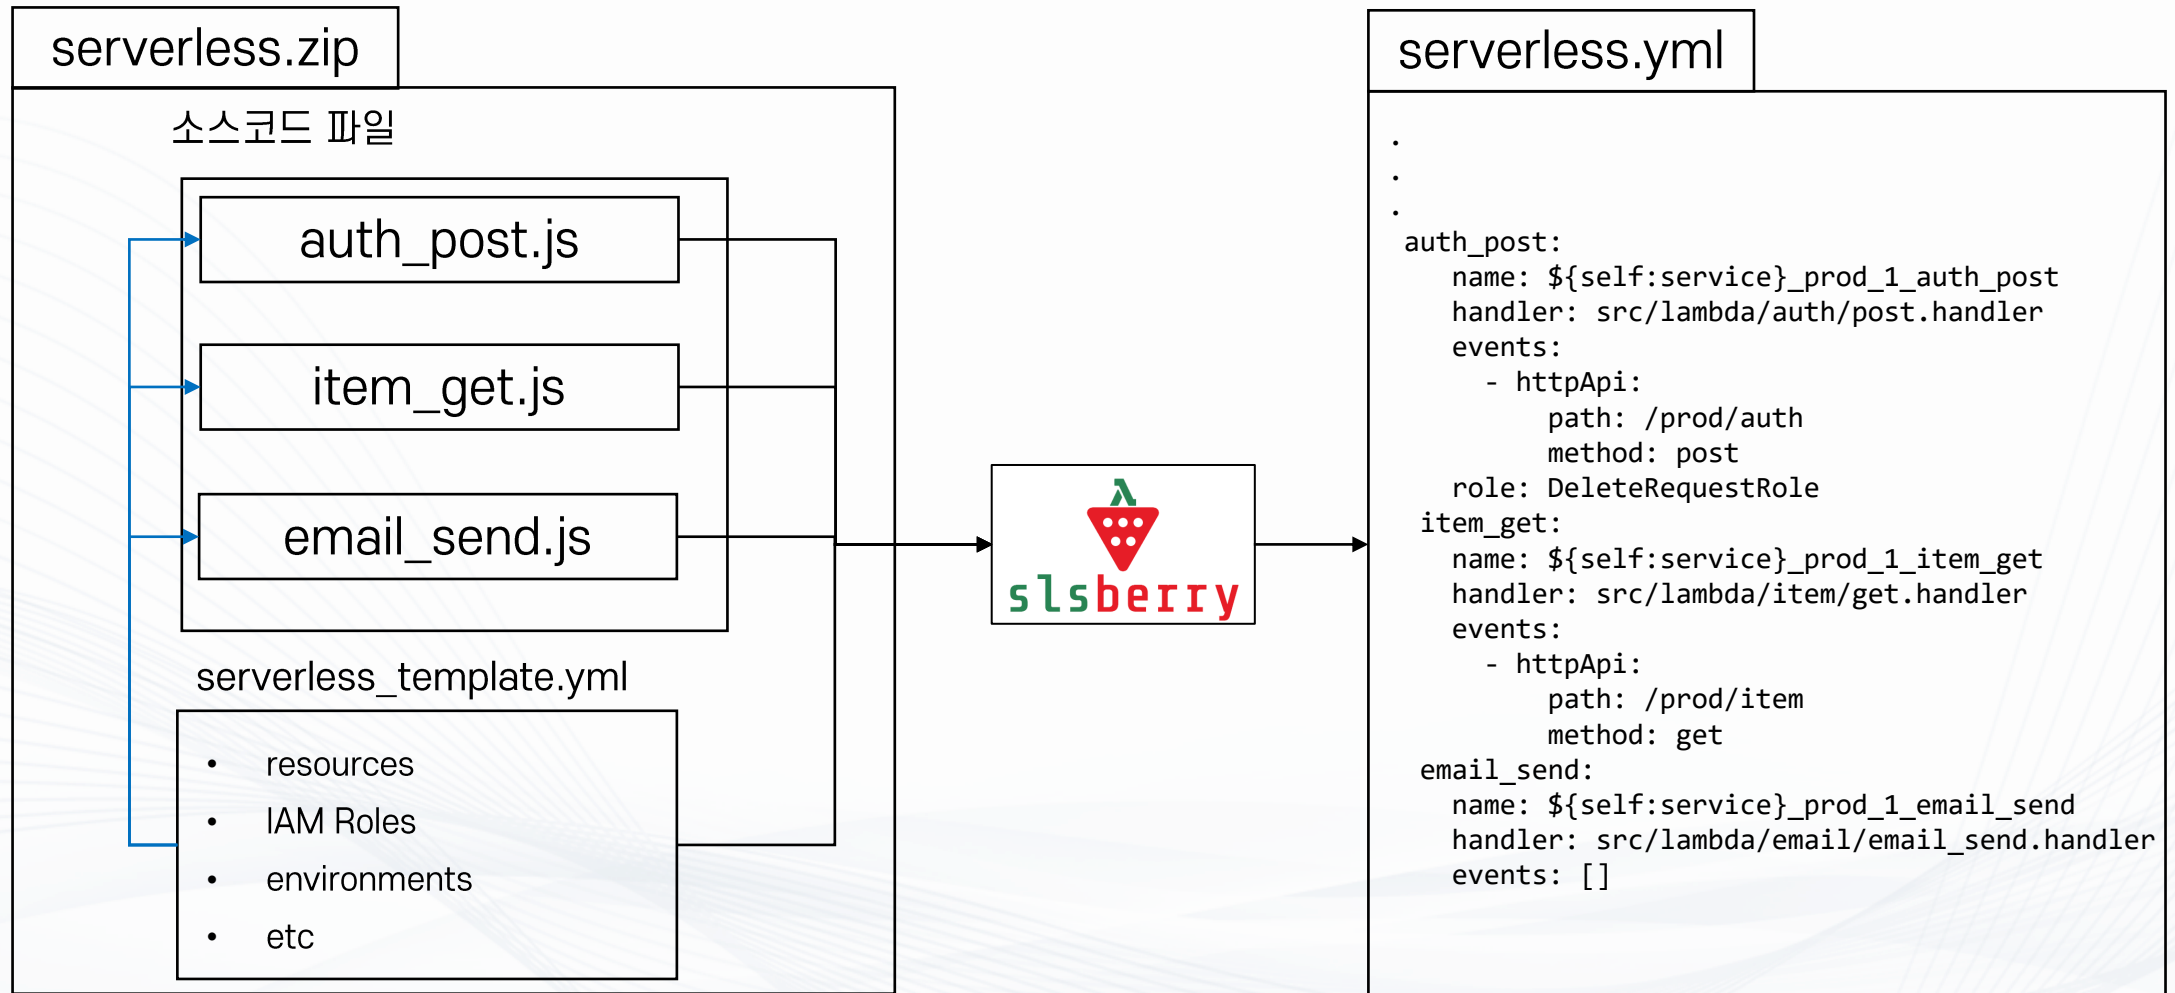 serverless.zip
소스코드 파일
auth_post.js
item_get.js
email_send.js
serverless_template.yml
• resources
• IAM Roles
• environments
• etc
slsberry
serverless.yml
.
.
.
auth_post:
name: ${self:service}_prod_1_auth_post
handler: src/lambda/auth/post.handler
events:
- httpApi:
path: /prod/auth
method: post
role: DeleteRequestRole
item_get:
name: ${self:service}_prod_1_item_get
handler: src/lambda/item/get.handler
events:
- httpApi:
path: /prod/item
method: get
email_send:
name: ${self:service}_prod_1_email_send
handler: src/lambda/email/email_send.handler
events: []